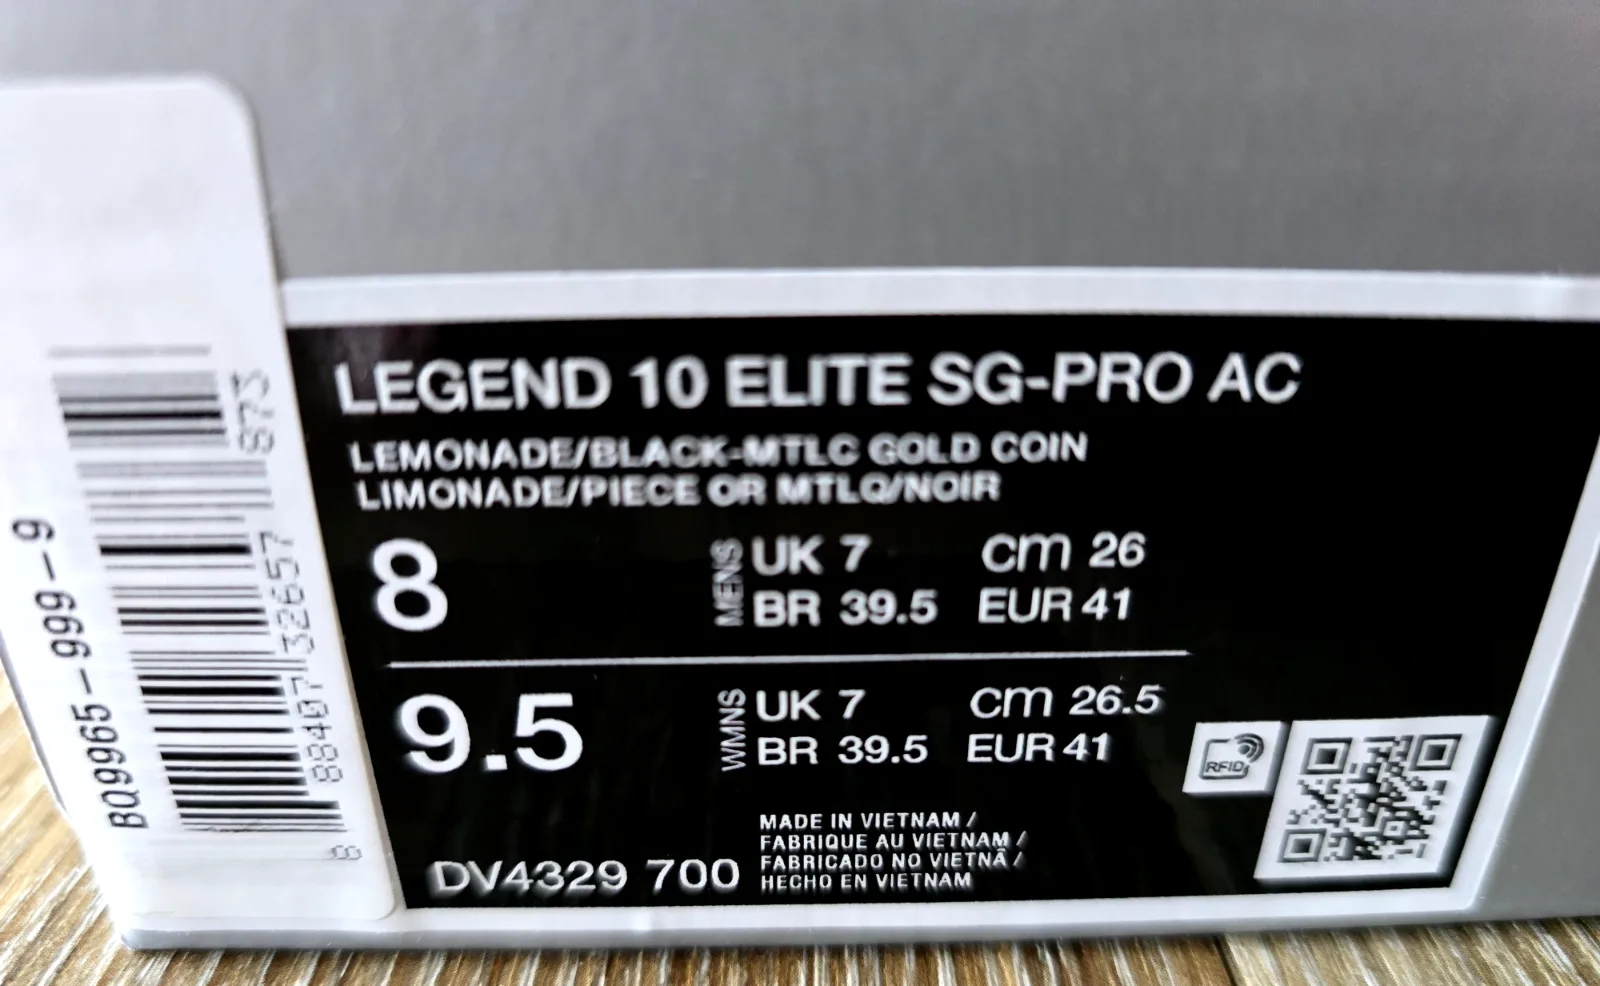 LEGEND 10 ELITE SG-PRO AC
LEMONADE/BLACK-MTLC GOLD COIN
LIMONADE/PIECE OR MTLQ/NOIR
8
MENS
UK 7 CM 26
BR 39.5 EUR 41
9.5
WMNS
UK 7 CM 26.5
BR 39.5 EUR 41
DV4329 700
MADE IN VIETNAM /
FABRIQUE AU VIETNAM /
FABRICADO NO VIETNÃ /
HECHO EN VIETNAM
RFID
BQ9965-999-9
8 88407 32657 873